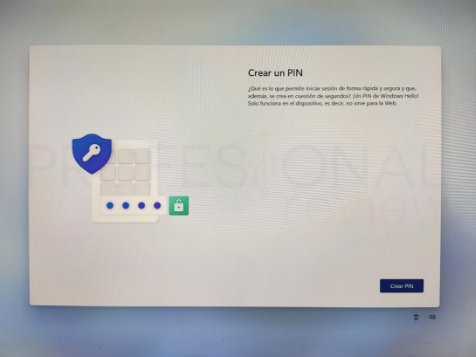 Crear un PIN
¿Qué es lo que permite iniciar sesión de forma rápida y segura y que,
además, se crea en cuestión de segundos? ¡Un PIN de Windows Hello!
Solo funciona en el dispositivo, es decir, no sirve para la Web.
PROFESIONAL
review
Crear PIN